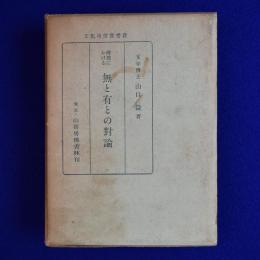 佛教に
おける
無と有との對論
文學博士 山口 益 著
東京 山喜房佛書林刊